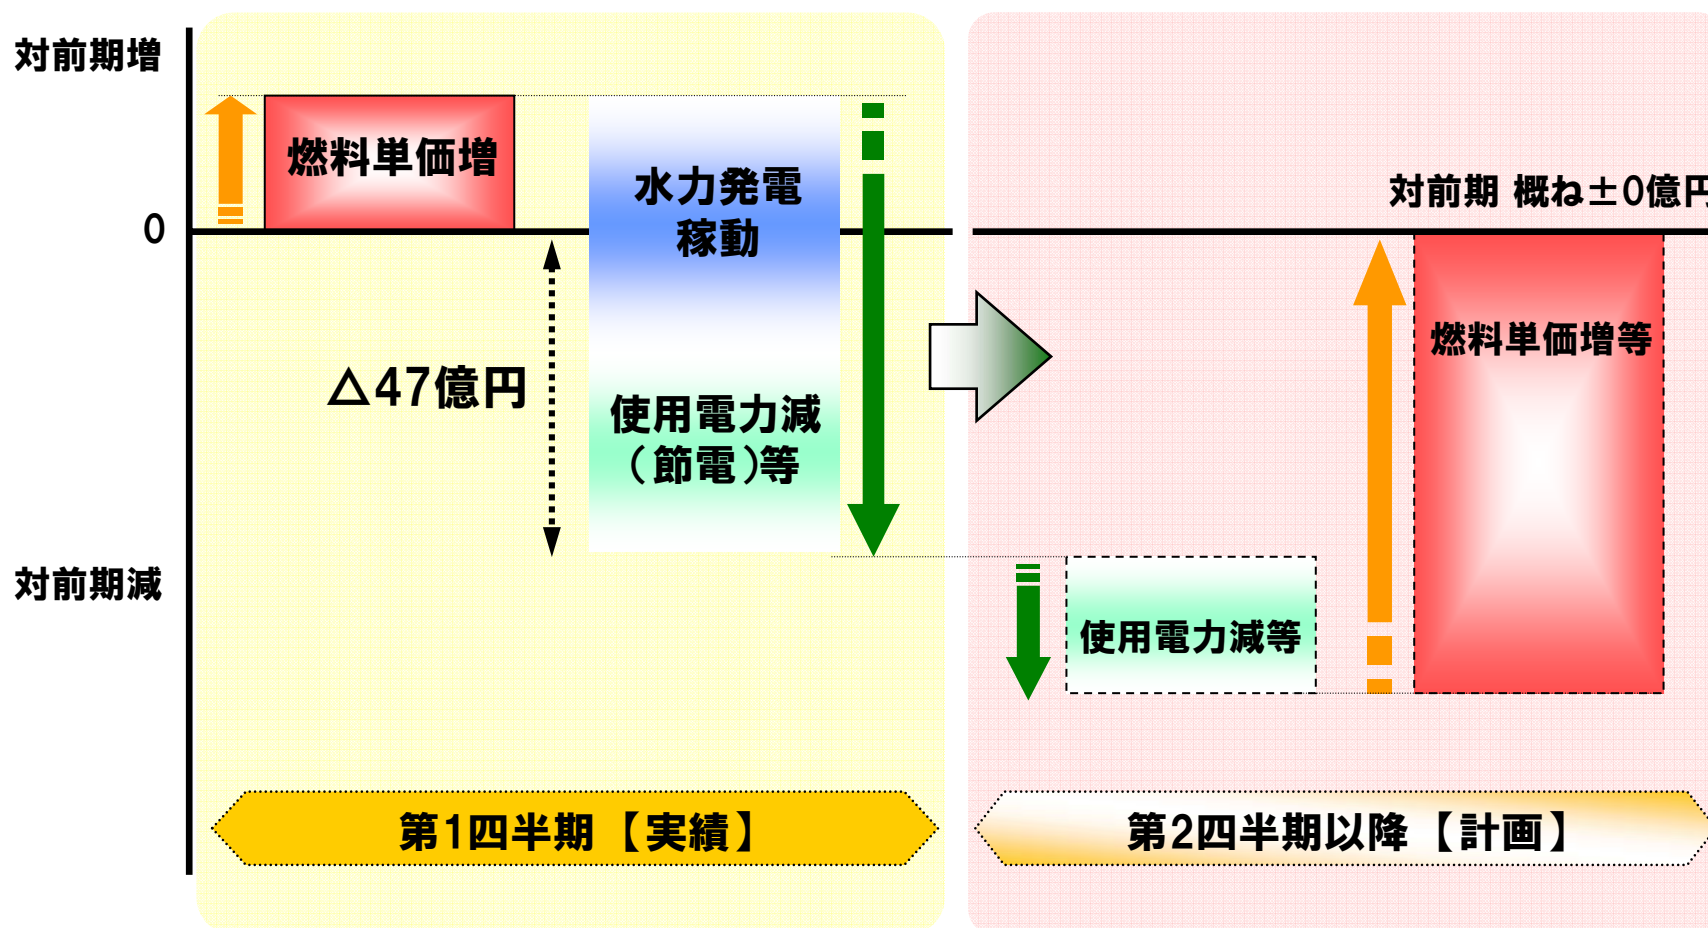 対前期増
燃料単価増
水力発電
稼動
対前期 概ね±0億円
0
燃料単価増等
△47億円
使用電力減
(節電)等
対前期減
使用電力減等
第1四半期【実績】
第2四半期以降【計画】